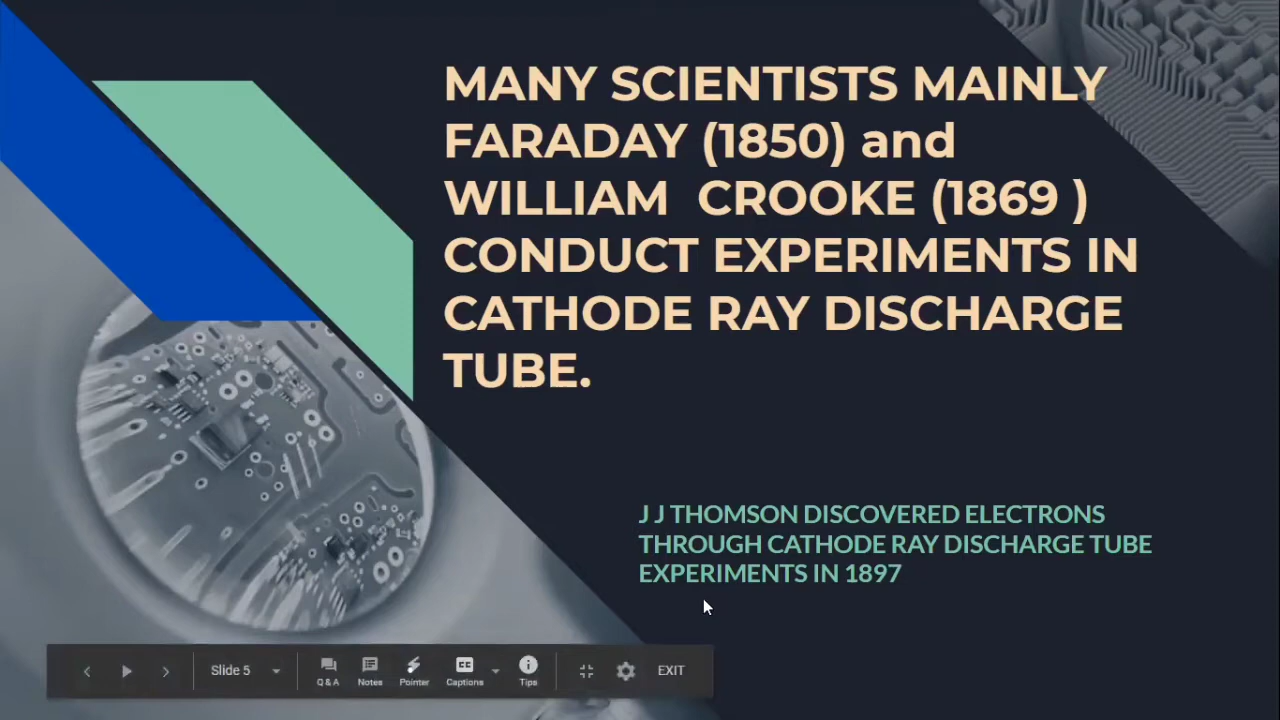 MANY SCIENTISTS MAINLY
FARADAY (1850) and
WILLIAM  CROOKE (1869 )
CONDUCT EXPERIMENTS IN
CATHODE RAY DISCHARGE
TUBE.
J J THOMSON DISCOVERED ELECTRONS
THROUGH CATHODE RAY DISCHARGE TUBE
EXPERIMENTS IN 1897
Slide 5
Q & A
Notes
Pointer
CC
Captions
Tips
EXIT